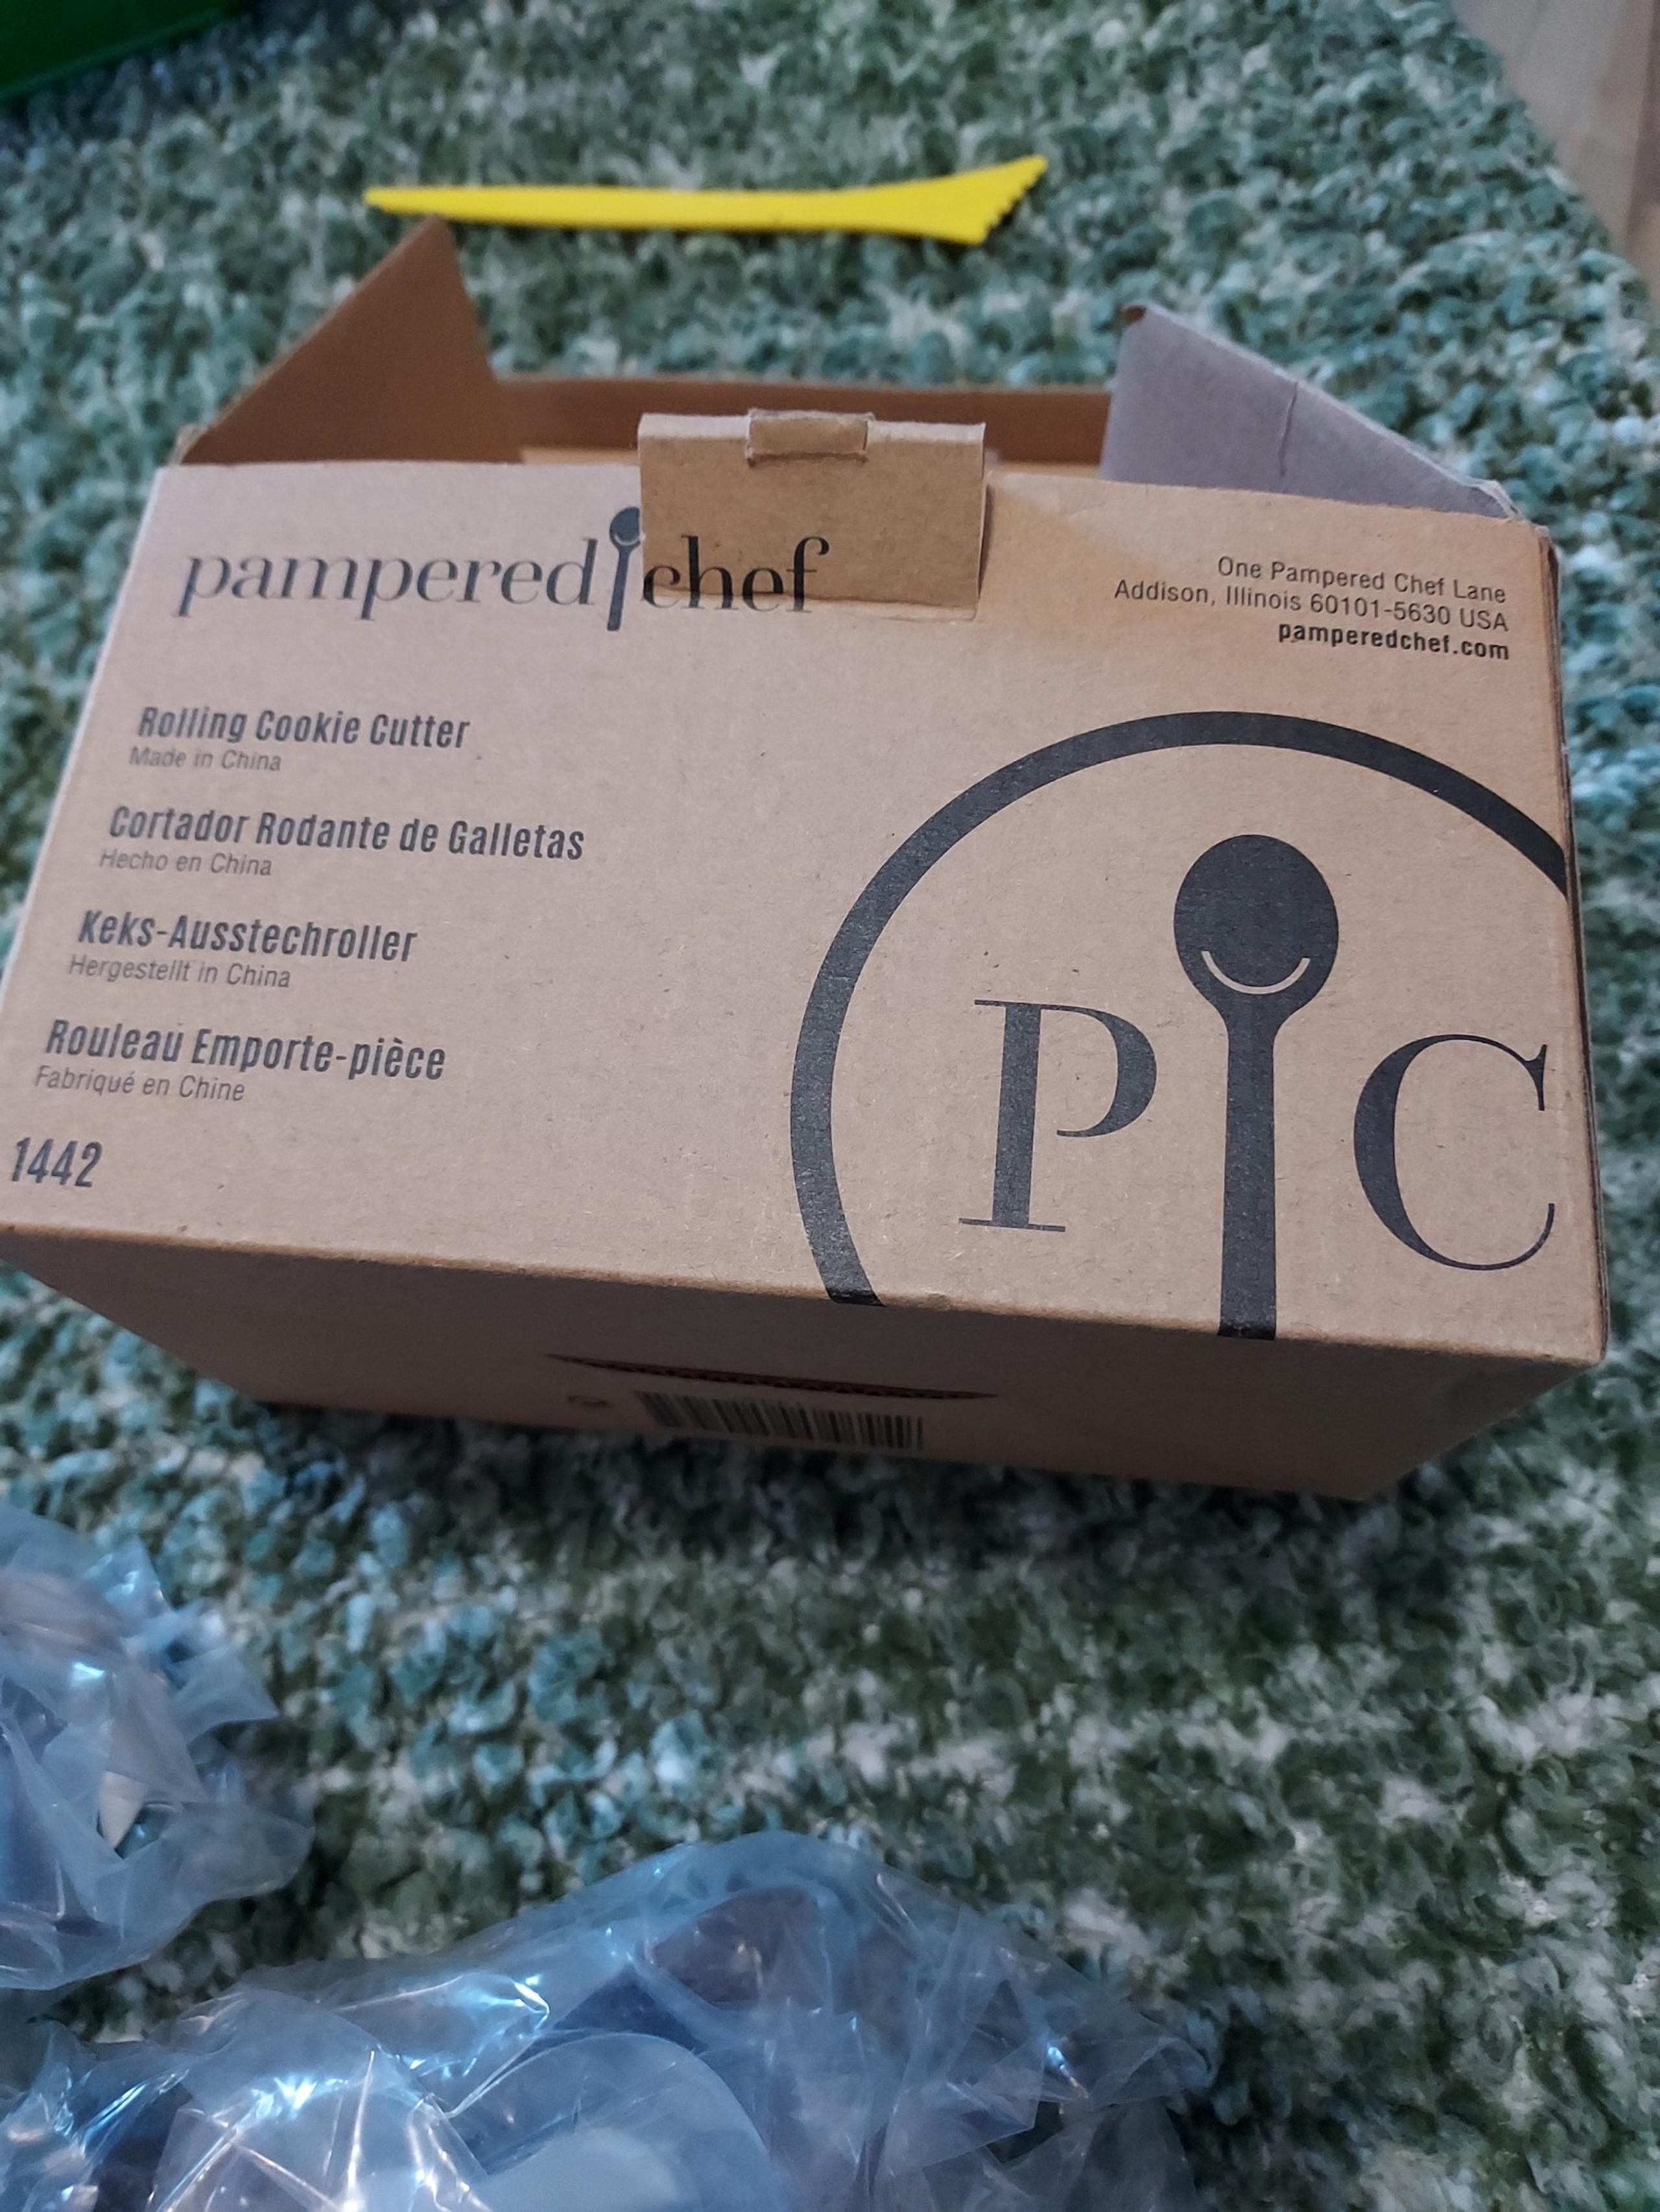 pampered chef
One Pampered Chef Lane
Addison, Illinois 60101-5630 USA
pamperedchef.com
Rolling Cookie Cutter
Made in China
Cortador Rodante de Galletas
Hecho en China
Keks-Ausstechroller
Hergestellt in China
Rouleau Emporte-pièce
Fabriqué en Chine
1442
P C